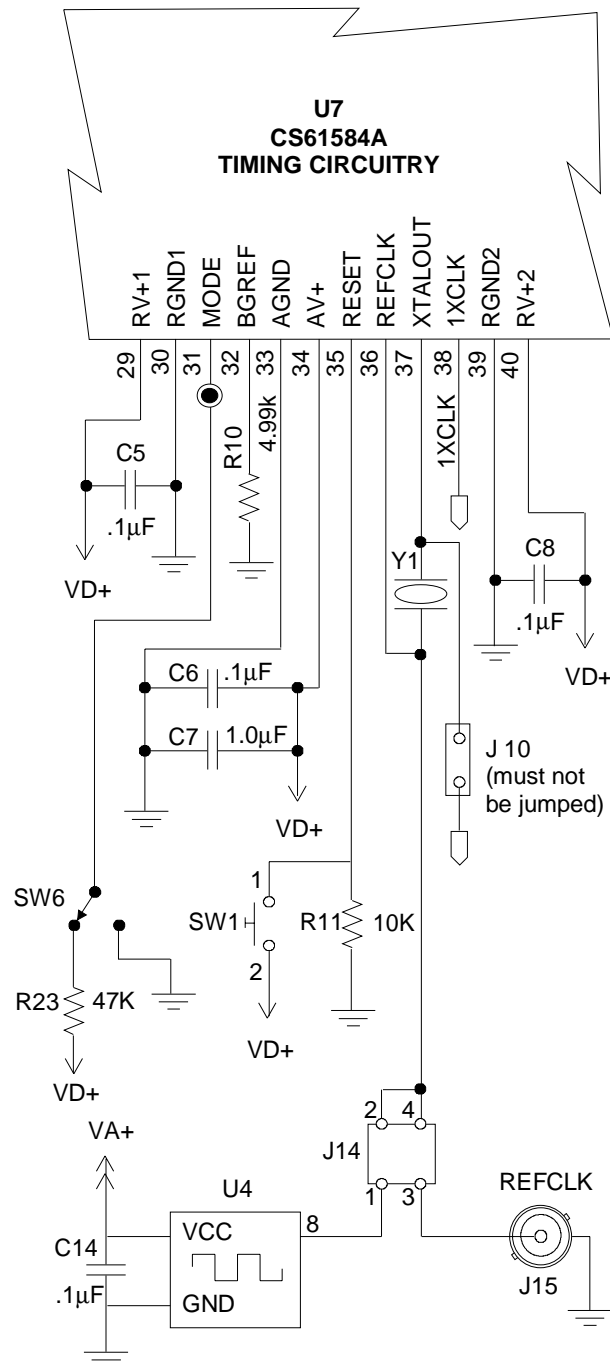 U7
CS61584A
TIMING CIRCUITRY
RV+1
RGND1
MODE
BGREF
AGND
AV+
RESET
REFCLK
XTALOUT
1XCLK
RGND2
RV+2
29
30
31
32
33
34
35
36
37
38
39
40
C5
.1μF
VD+
R10
4.99k
1XCLK
Y1
C8
.1μF
VD+
C6
.1μF
C7
1.0μF
VD+
J 10
(must not
be jumped)
SW6
R23
47K
VD+
1
SW1
2
VD+
R11
10K
VA+
2
4
J14
1
3
U4
VCC
GND
8
C14
.1μF
REFCLK
J15